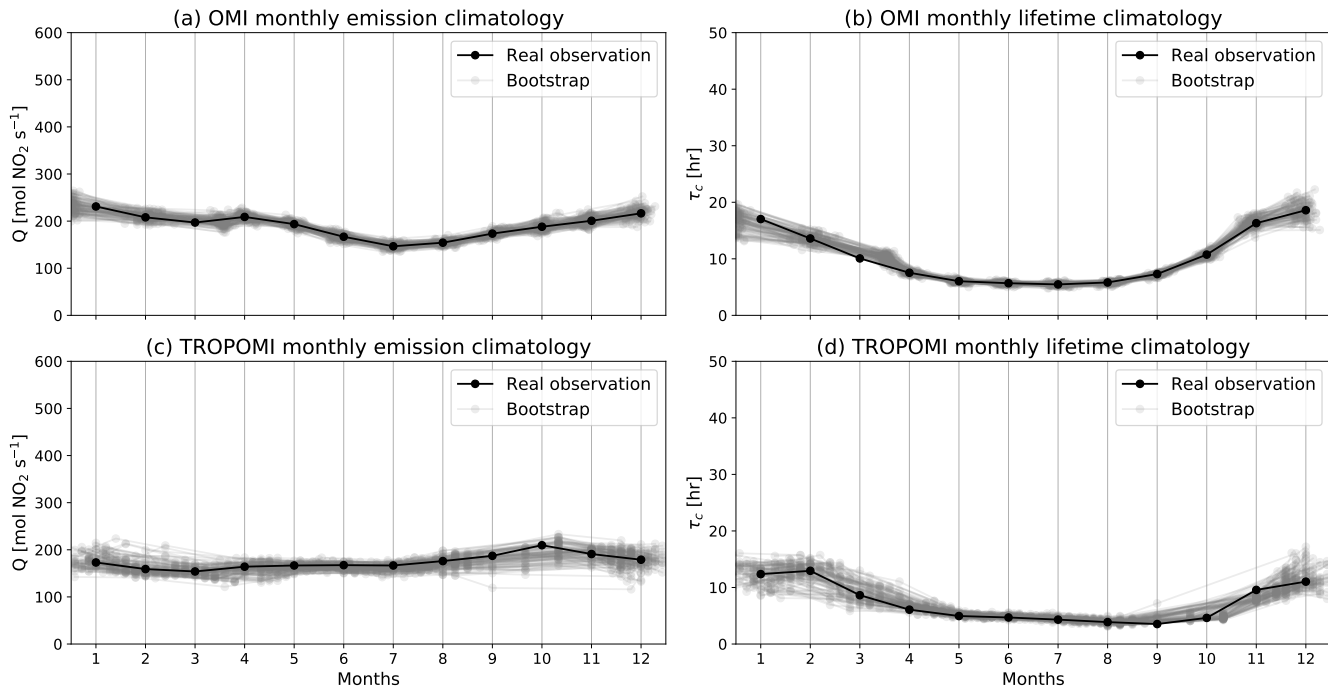 (a) OMI monthly emission climatology
600
500
400
300
200
100
0
Q [mol NO₂ s⁻¹]
Real observation
Bootstrap
(b) OMI monthly lifetime climatology
50
40
30
20
10
0
τ_c [hr]
Real observation
Bootstrap
(c) TROPOMI monthly emission climatology
600
500
400
300
200
100
0
Q [mol NO₂ s⁻¹]
Real observation
Bootstrap
1 2 3 4 5 6 7 8 9 10 11 12
Months
(d) TROPOMI monthly lifetime climatology
50
40
30
20
10
0
τ_c [hr]
Real observation
Bootstrap
1 2 3 4 5 6 7 8 9 10 11 12
Months